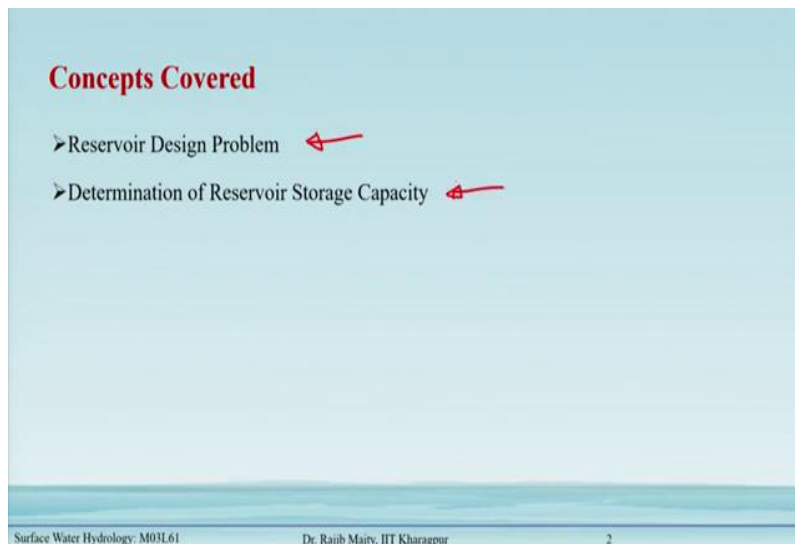 Concepts Covered
➢Reservoir Design Problem
➢Determination of Reservoir Storage Capacity
Surface Water Hydrology: M03L61 Dr. Rajib Maity, IIT Kharagpur 2